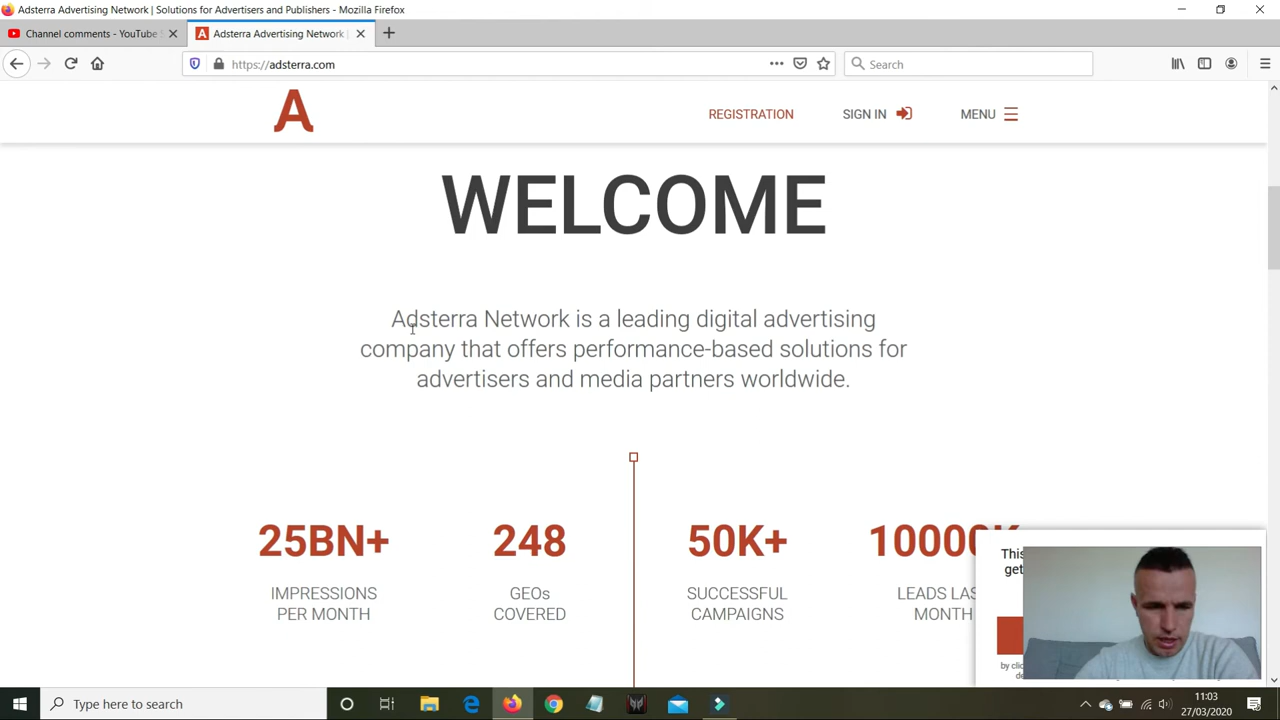 Adsterra Advertising Network | Solutions for Advertisers and Publishers - Mozilla Firefox
Channel comments - YouTube
Adsterra Advertising Network |
https://adsterra.com
Search
A
REGISTRATION
SIGN IN
MENU
WELCOME
Adsterra Network is a leading digital advertising
company that offers performance-based solutions for
advertisers and media partners worldwide.
25BN+
248
50K+
IMPRESSIONS
PER MONTH
GEOs
COVERED
SUCCESSFUL
CAMPAIGNS
LEADS
MONTH
get
by
Type here to search
11:03
27/03/2020